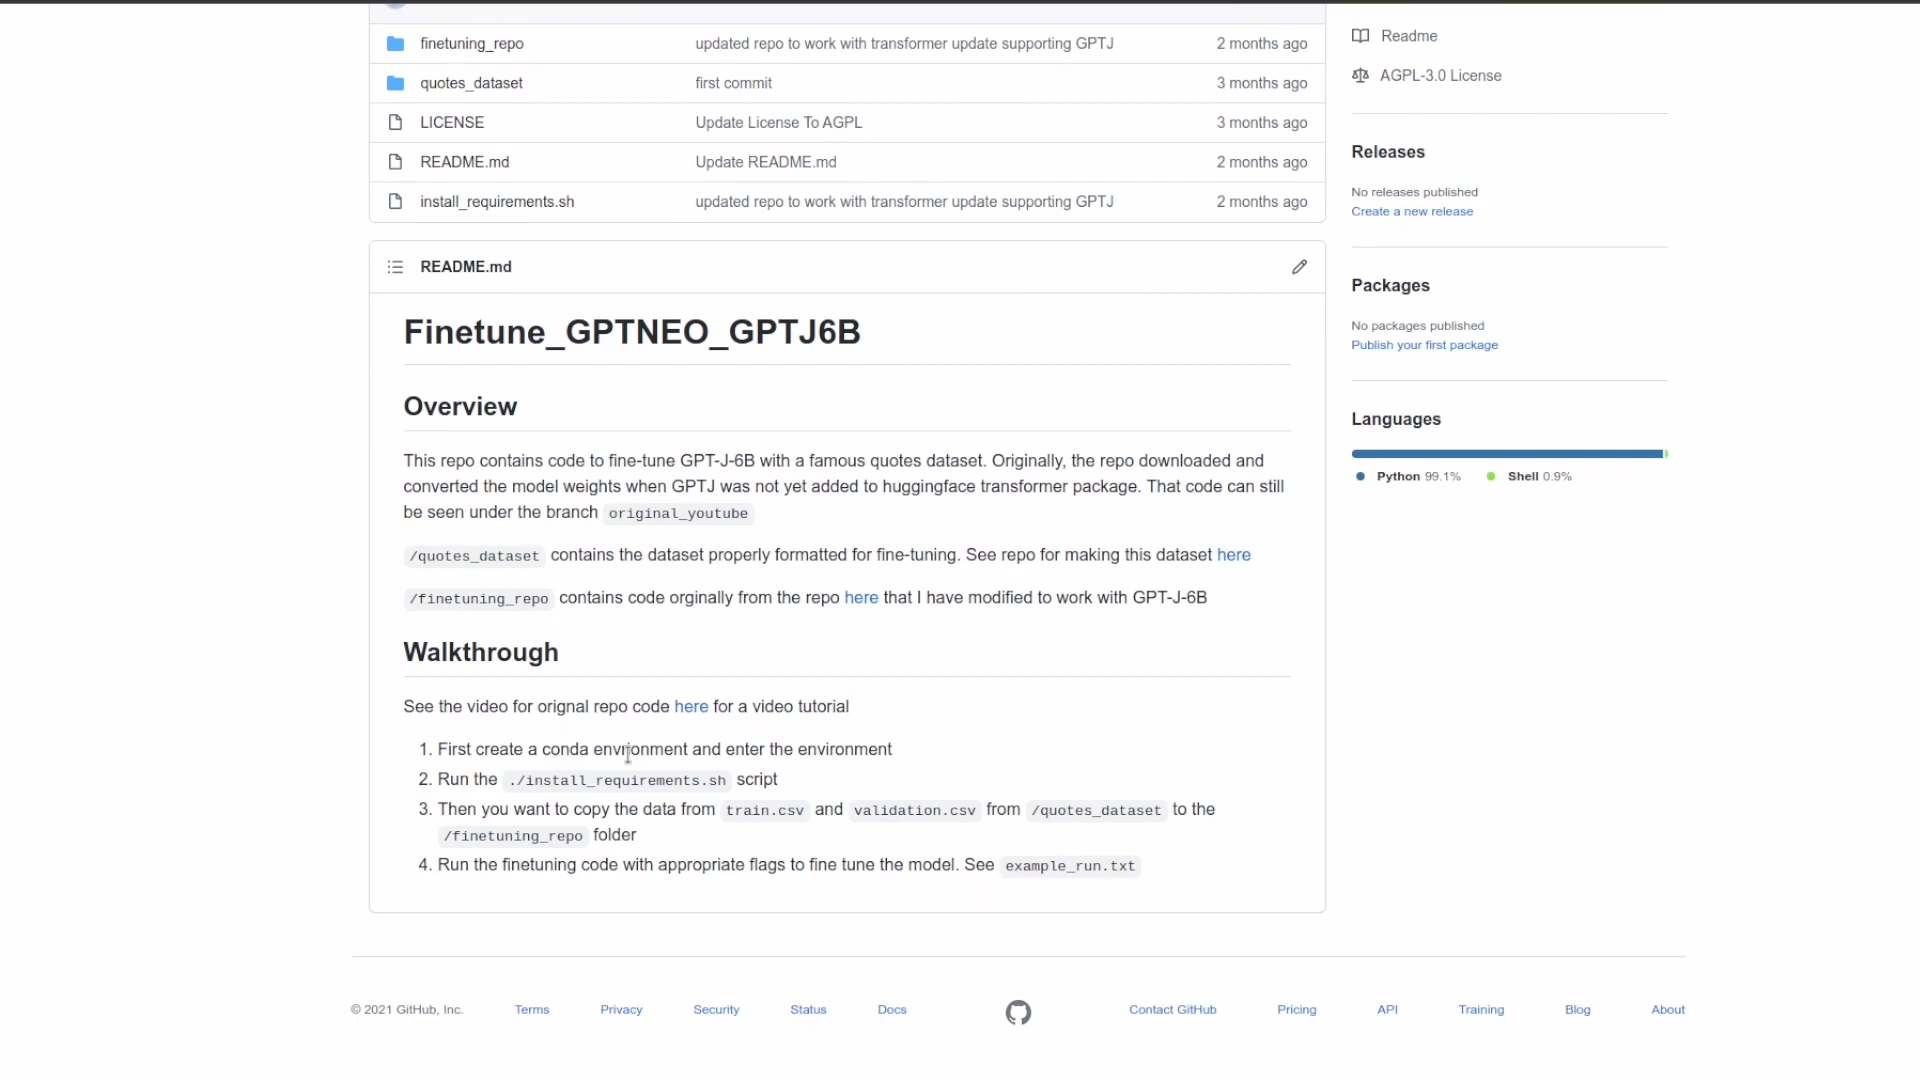 finetuning_repo updated repo to work with transformer update supporting GPTJ 2 months ago
quotes_dataset first commit 3 months ago
LICENSE Update License To AGPL 3 months ago
README.md Update README.md 2 months ago
install_requirements.sh updated repo to work with transformer update supporting GPTJ 2 months ago
README.md
Finetune_GPTNEO_GPTJ6B
Overview
This repo contains code to fine-tune GPT-J-6B with a famous quotes dataset. Originally, the repo downloaded and
converted the model weights when GPTJ was not yet added to huggingface transformer package. That code can still
be seen under the branch original_youtube
/quotes_dataset contains the dataset properly formatted for fine-tuning. See repo for making this dataset here
/finetuning_repo contains code orginally from the repo here that I have modified to work with GPT-J-6B
Walkthrough
See the video for orignal repo code here for a video tutorial
1. First create a conda envrionment and enter the environment
2. Run the ./install_requirements.sh script
3. Then you want to copy the data from train.csv and validation.csv from /quotes_dataset to the
/finetuning_repo folder
4. Run the finetuning code with appropriate flags to fine tune the model. See example_run.txt
Readme
AGPL-3.0 License
Releases
No releases published
Create a new release
Packages
No packages published
Publish your first package
Languages
Python 99.1% Shell 0.9%
© 2021 GitHub, Inc. Terms Privacy Security Status Docs Contact GitHub Pricing API Training Blog About